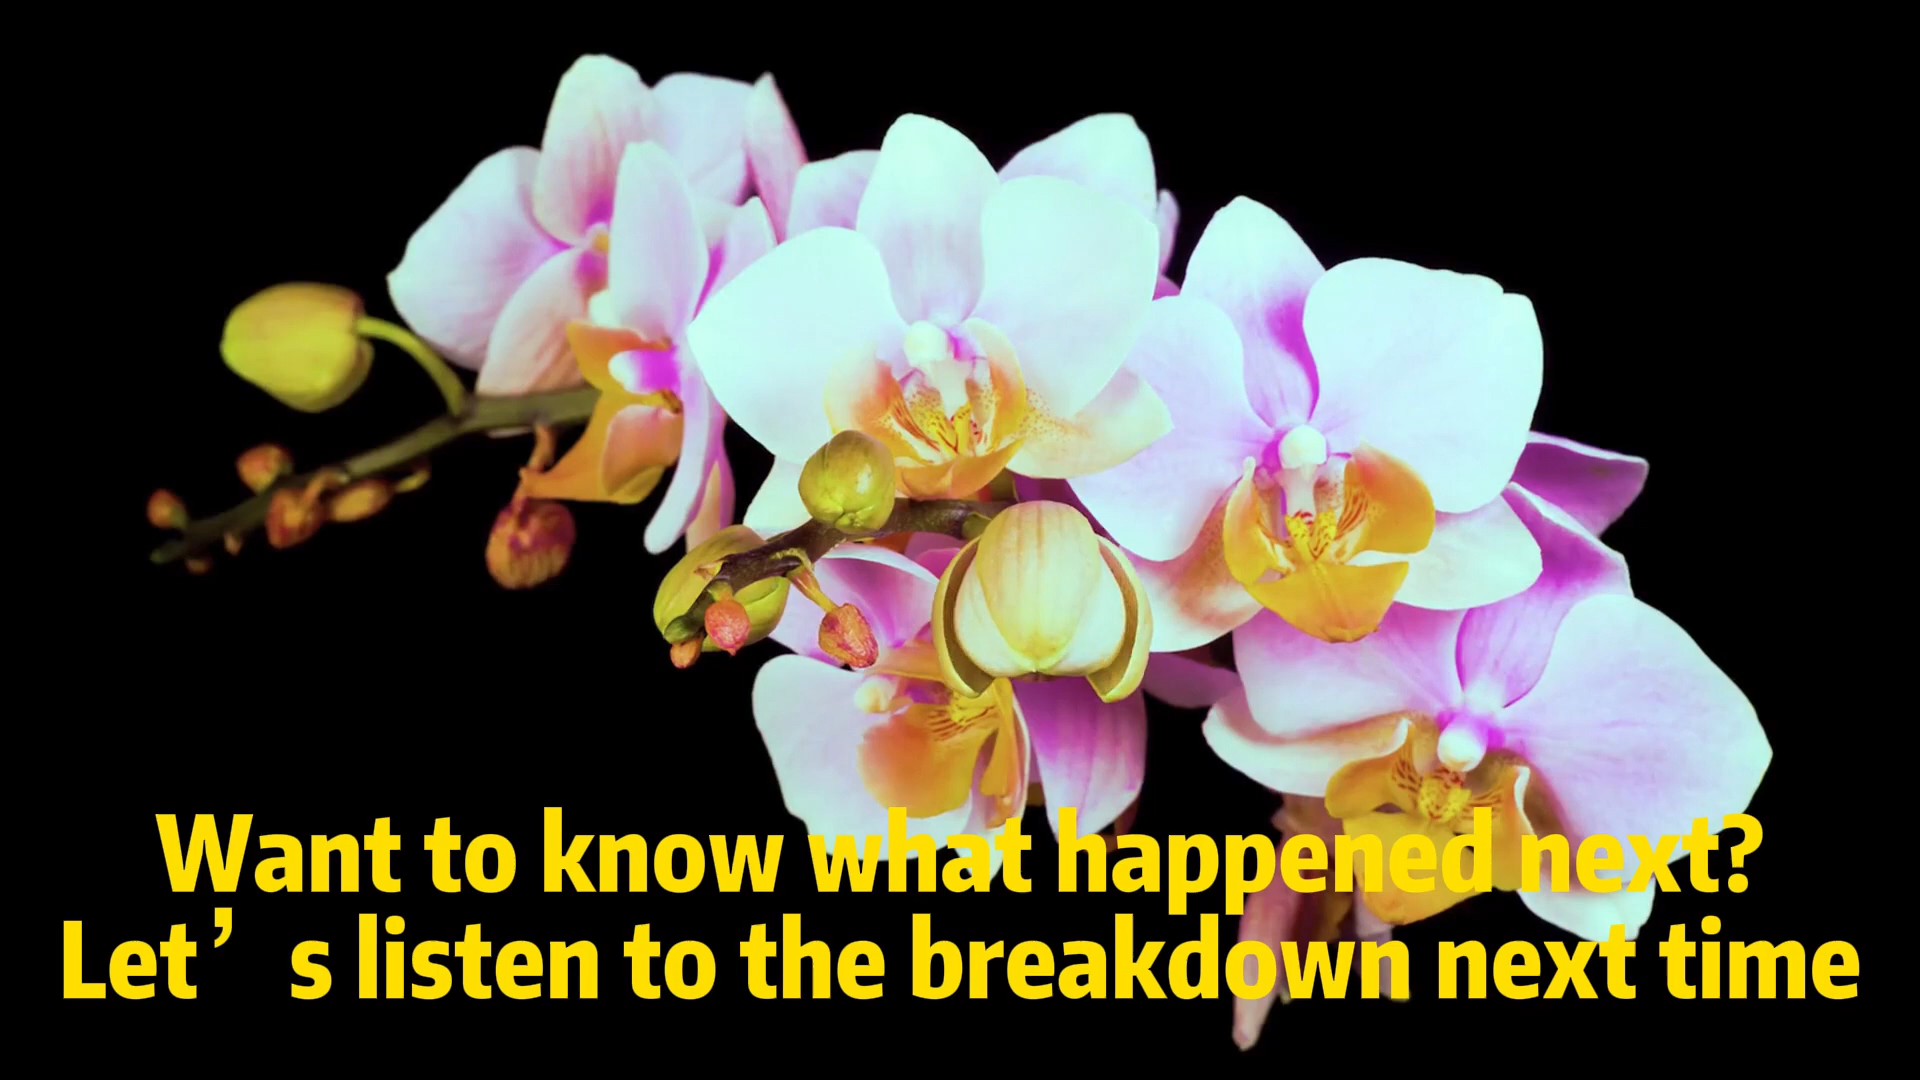 Want to know what happened next?
Let’s listen to the breakdown next time